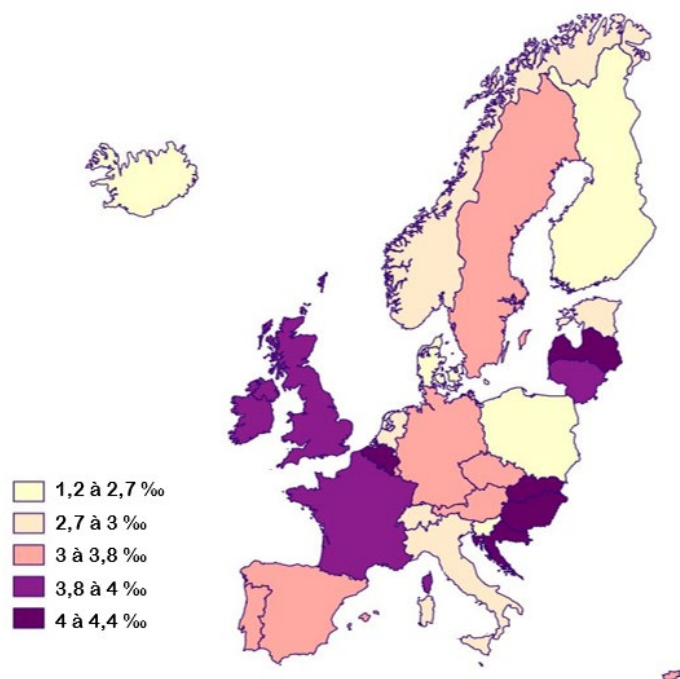 1,2 à 2,7 ‰
2,7 à 3 ‰
3 à 3,8 ‰
3,8 à 4 ‰
4 à 4,4 ‰